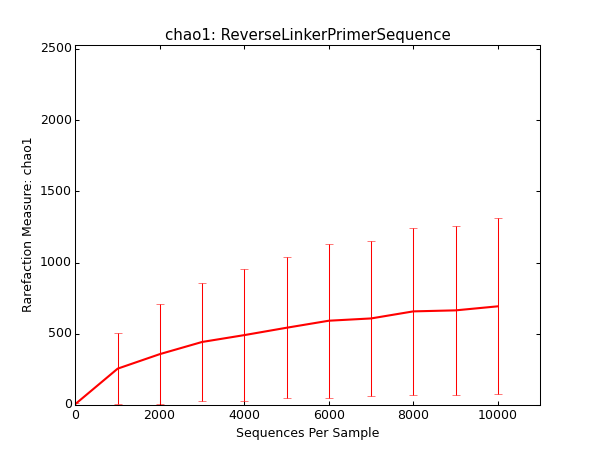 chao1: ReverseLinkerPrimerSequence
2500
2000
1500
1000
500
0
Rarefaction Measure: chao1
0 2000 4000 6000 8000 10000
Sequences Per Sample